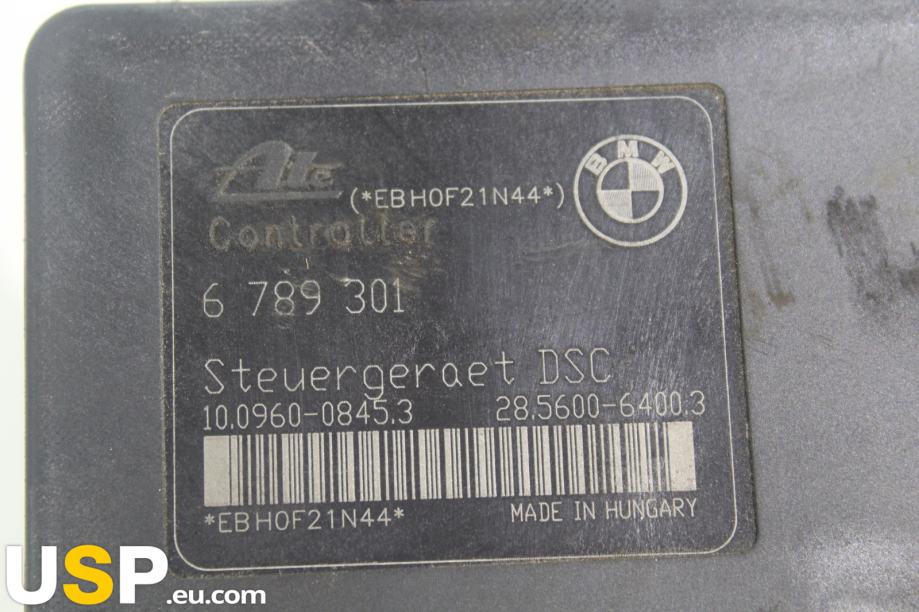 Ate
BMW
(*EBH0F21N44*)
Controller
6 789 301
Steuergeraet DSC
10.0960-0845.3 28.5600-6400.3
*EBH0F21N44*
MADE IN HUNGARY
USP.eu.com